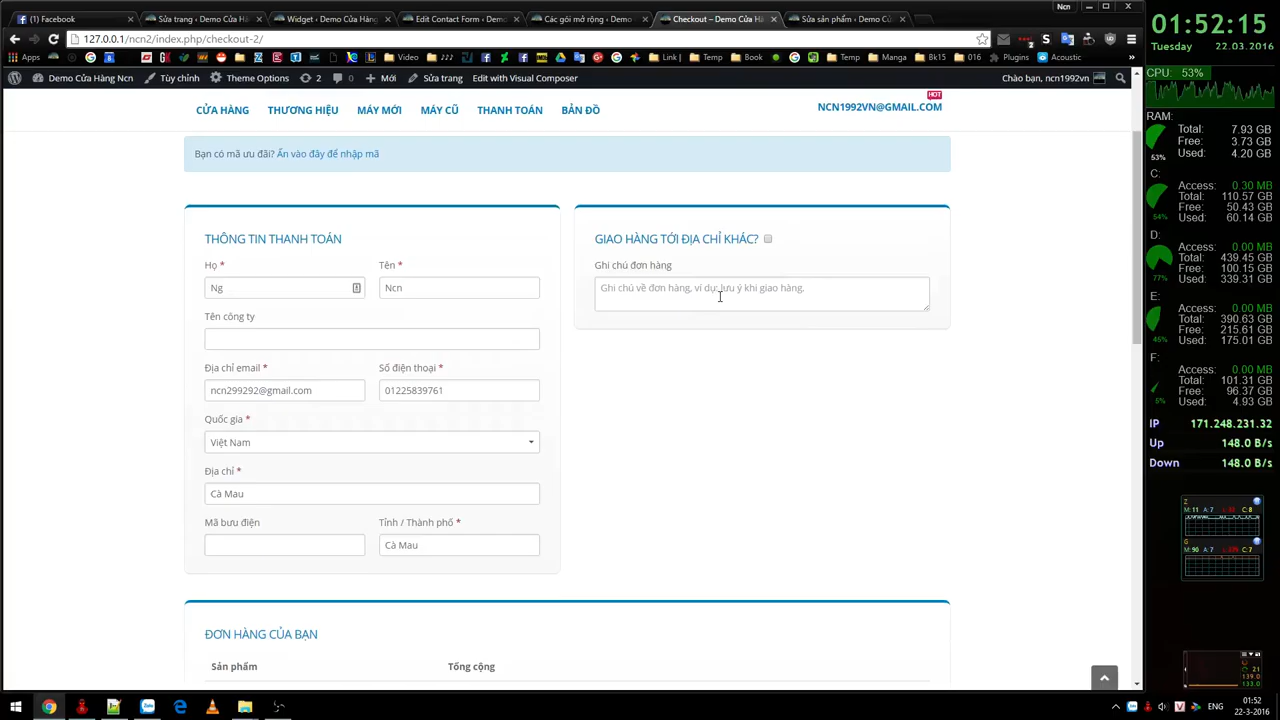 Ncn
Facebook
Sửa trang ‹ Demo Cửa Hà
Widget ‹ Demo Cửa Hàng
Edit Contact Form ‹ Demo
Các gói mở rộng ‹ Demo
Checkout – Demo Cửa Hà
Sửa sản phẩm ‹ Demo Cử
127.0.0.1/ncn2/index.php/checkout-2/
Apps
Video
Link |
Temp
Book
Temp
Manga
Bk15
016
Plugins
Acoustic
Demo Cửa Hàng Ncn
Tùy chỉnh
Theme Options
2
0
Mới
Sửa trang
Edit with Visual Composer
Chào bạn, ncn1992vn
CỬA HÀNG
THƯƠNG HIỆU
MÁY MỚI
MÁY CŨ
THANH TOÁN
BẢN ĐỒ
HOT
NCN1992VN@GMAIL.COM
Bạn có mã ưu đãi? Ấn vào đây để nhập mã
THÔNG TIN THANH TOÁN
Họ *
Tên *
Ng
Ncn
Tên công ty
Địa chỉ email *
Số điện thoại *
ncn299292@gmail.com
01225839761
Quốc gia *
Việt Nam
Địa chỉ *
Cà Mau
Mã bưu điện
Tỉnh / Thành phố *
Cà Mau
GIAO HÀNG TỚI ĐỊA CHỈ KHÁC?
Ghi chú đơn hàng
Ghi chú về đơn hàng, ví dụ: lưu ý khi giao hàng.
ĐƠN HÀNG CỦA BẠN
Sản phẩm
Tổng cộng
01:52:15
Tuesday
22.03.2016
CPU: 53%
RAM:
Total: 7.93 GB
Free: 3.73 GB
53%
Used: 4.20 GB
C:
Access: 0.30 MB
Total: 110.57 GB
Free: 50.43 GB
54%
Used: 60.14 GB
D:
Access: 0.00 MB
Total: 439.45 GB
Free: 100.15 GB
77%
Used: 339.31 GB
E:
Access: 0.00 MB
Total: 390.63 GB
Free: 215.61 GB
45%
Used: 175.01 GB
F:
Access: 0.00 MB
Total: 101.31 GB
Free: 96.37 GB
5%
Used: 4.93 GB
IP 171.248.231.32
Up 148.0 B/s
Down 148.0 B/s
ENG
01:52
22-3-2016